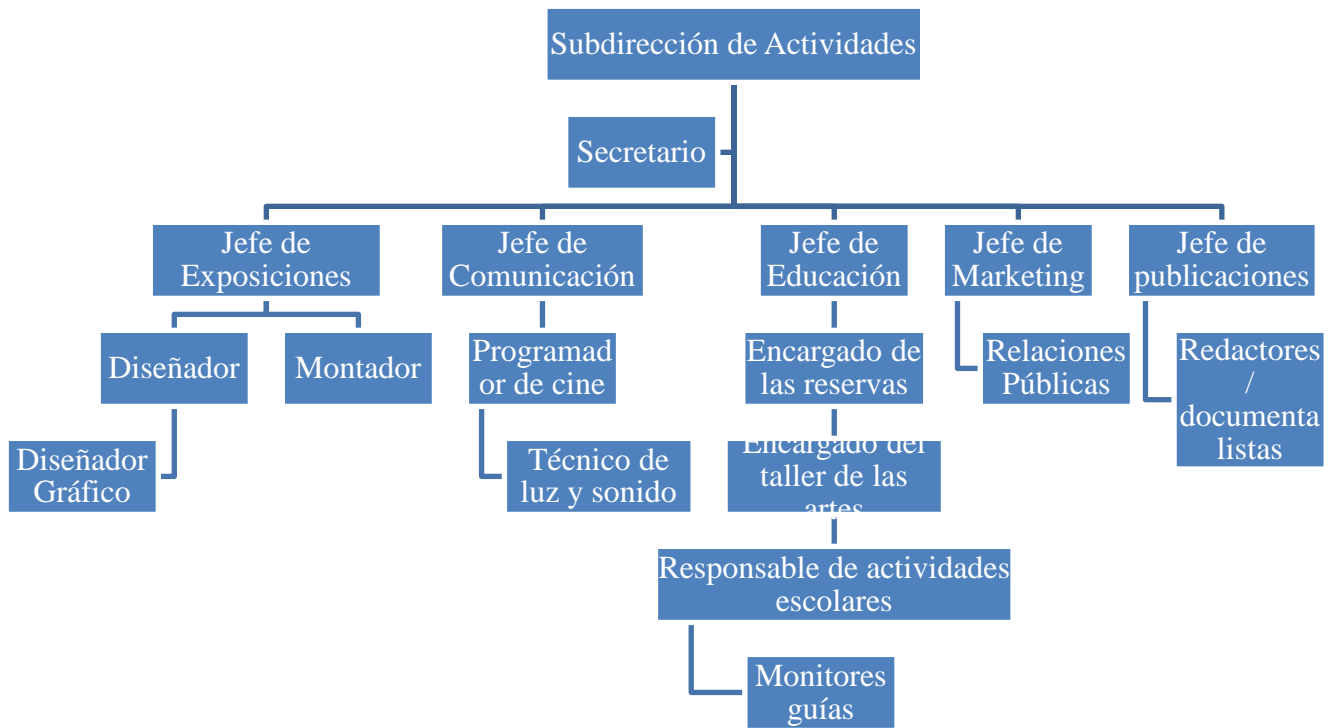 Subdirección de Actividades
Secretario
Jefe de
Exposiciones
Jefe de
Comunicación
Jefe de
Educación
Jefe de
Marketing
Jefe de
publicaciones
Diseñador
Montador
Programad
or de cine
Encargado de
las reservas
Relaciones
Públicas
Redactores
/
documenta
listas
Diseñador
Gráfico
Técnico de
luz y sonido
Encargado del
taller de las
artes
Responsable de actividades
escolares
Monitores
guías